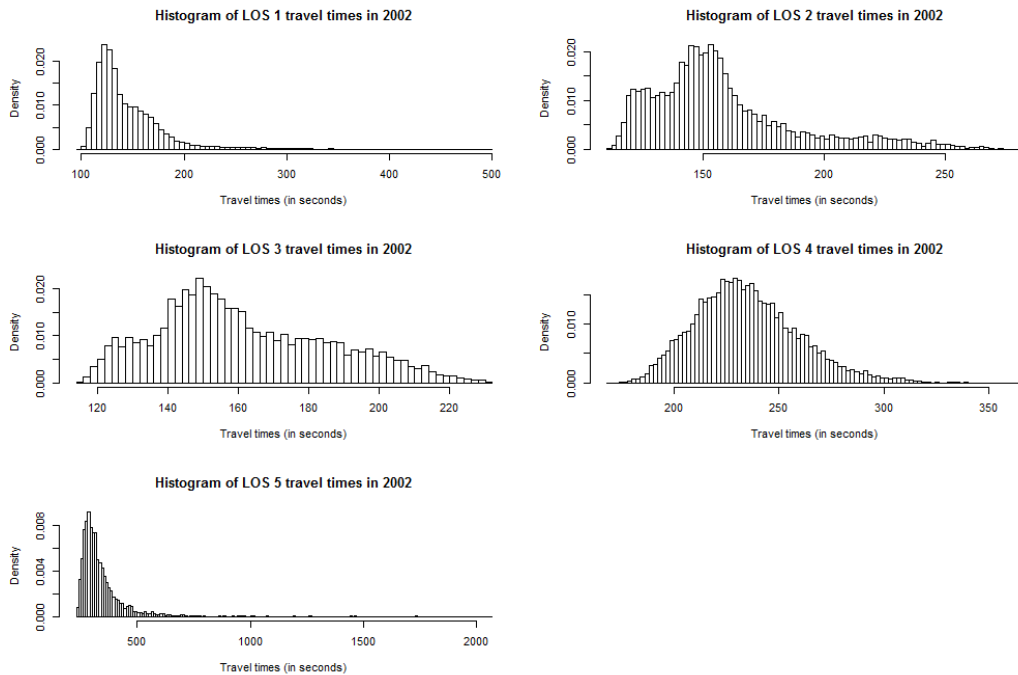 Histogram of LOS 1 travel times in 2002
Density
0.000 0.010 0.020
100 200 300 400 500
Travel times (in seconds)
Histogram of LOS 2 travel times in 2002
Density
0.000 0.010 0.020
150 200 250
Travel times (in seconds)
Histogram of LOS 3 travel times in 2002
Density
0.000 0.010 0.020
120 140 160 180 200 220
Travel times (in seconds)
Histogram of LOS 4 travel times in 2002
Density
0.000 0.010
200 250 300 350
Travel times (in seconds)
Histogram of LOS 5 travel times in 2002
Density
0.000 0.004 0.008
500 1000 1500 2000
Travel times (in seconds)